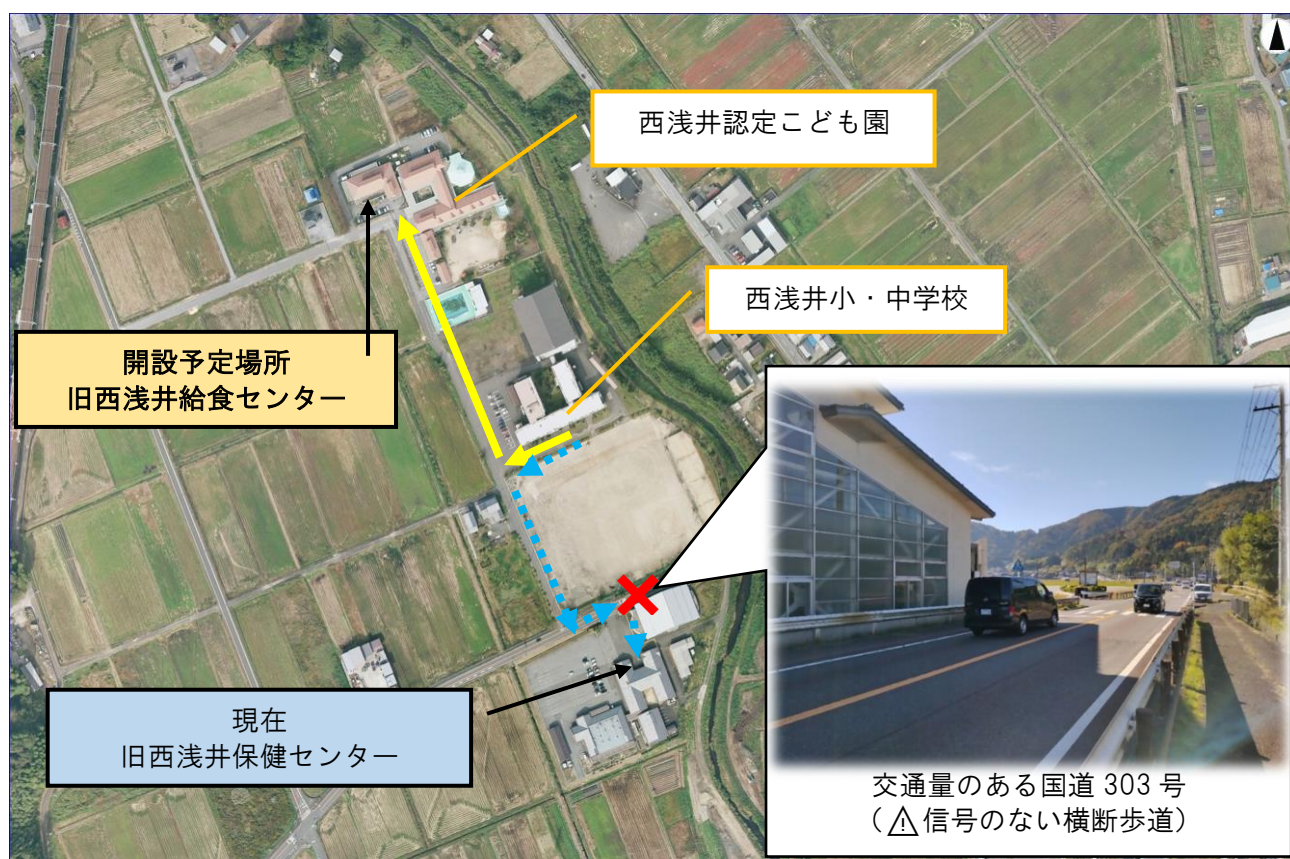 西浅井認定こども園
西浅井小・中学校
開設予定場所
旧西浅井給食センター
現在
旧西浅井保健センター
交通量のある国道 303 号
(⚠信号のない横断歩道)